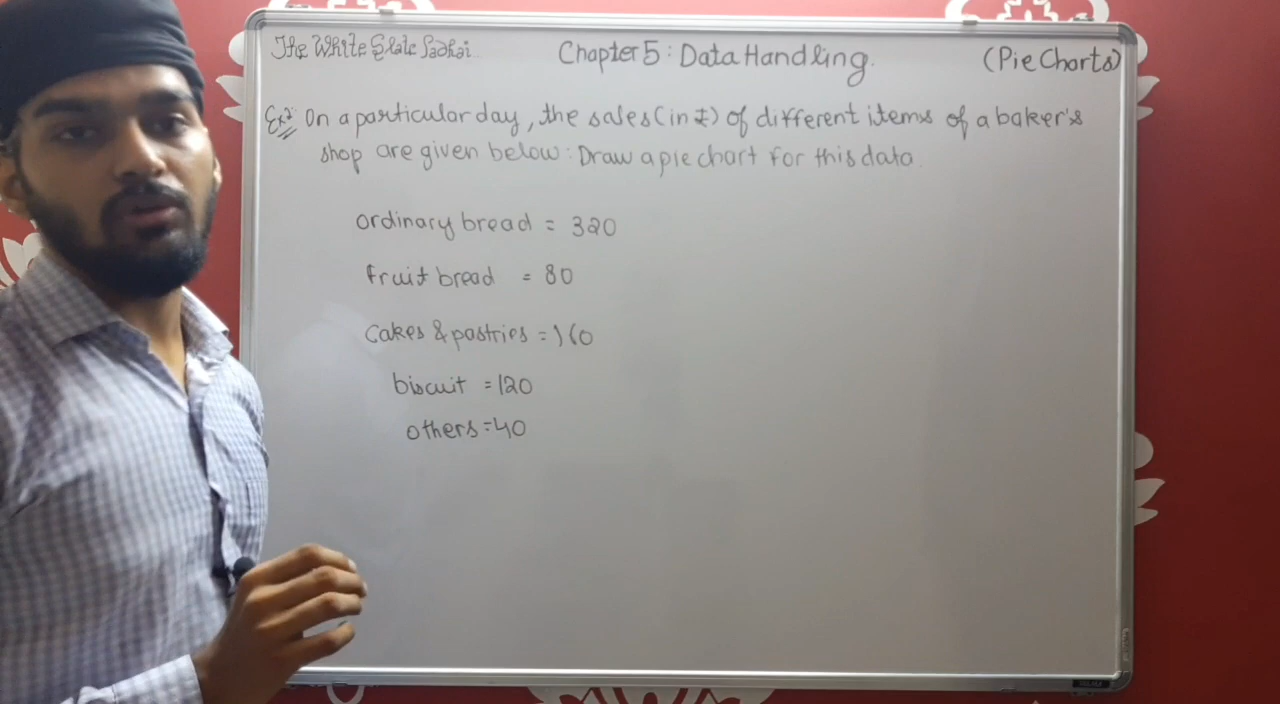 The White Slate Padhai
Chapter 5: Data Handling.
(Pie Charts)
Ex2: On a particular day, the sales (in ₹) of different items of a baker's
shop are given below: Draw a pie chart for this data.
ordinary bread = 320
fruit bread = 80
Cakes & pastries = 160
biscuit = 120
others = 40